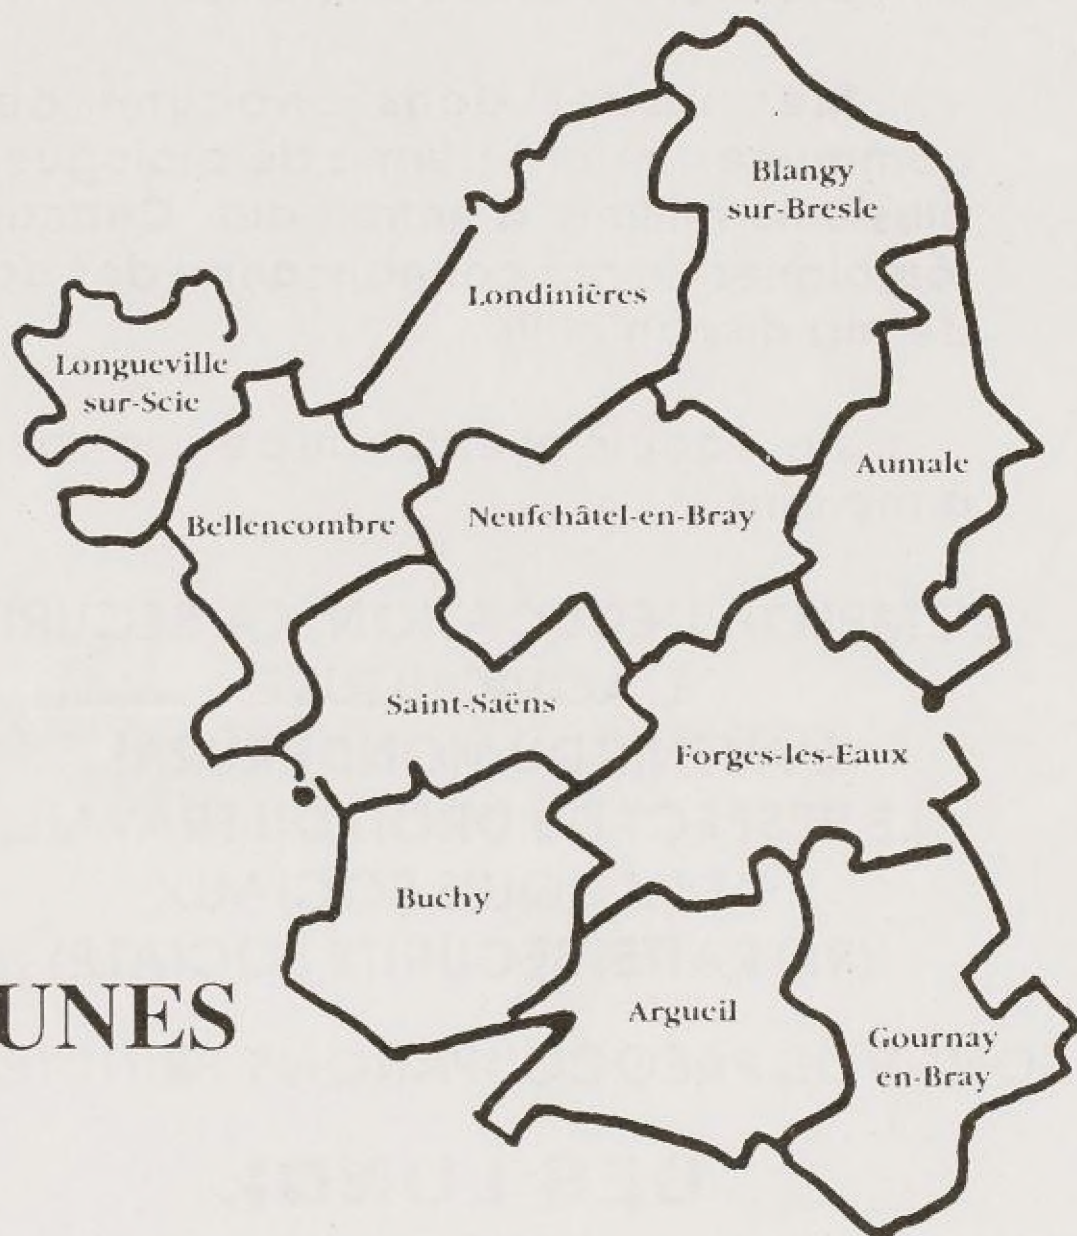 Blangy
sur-Bresle
Londinières
Longueville
sur-Scie
Aumale
Neufchâtel-en-Bray
Bellencombre
Saint-Saëns
Forges-les-Eaux
Buchy
UNES
Argueil
Gournay
en-Bray